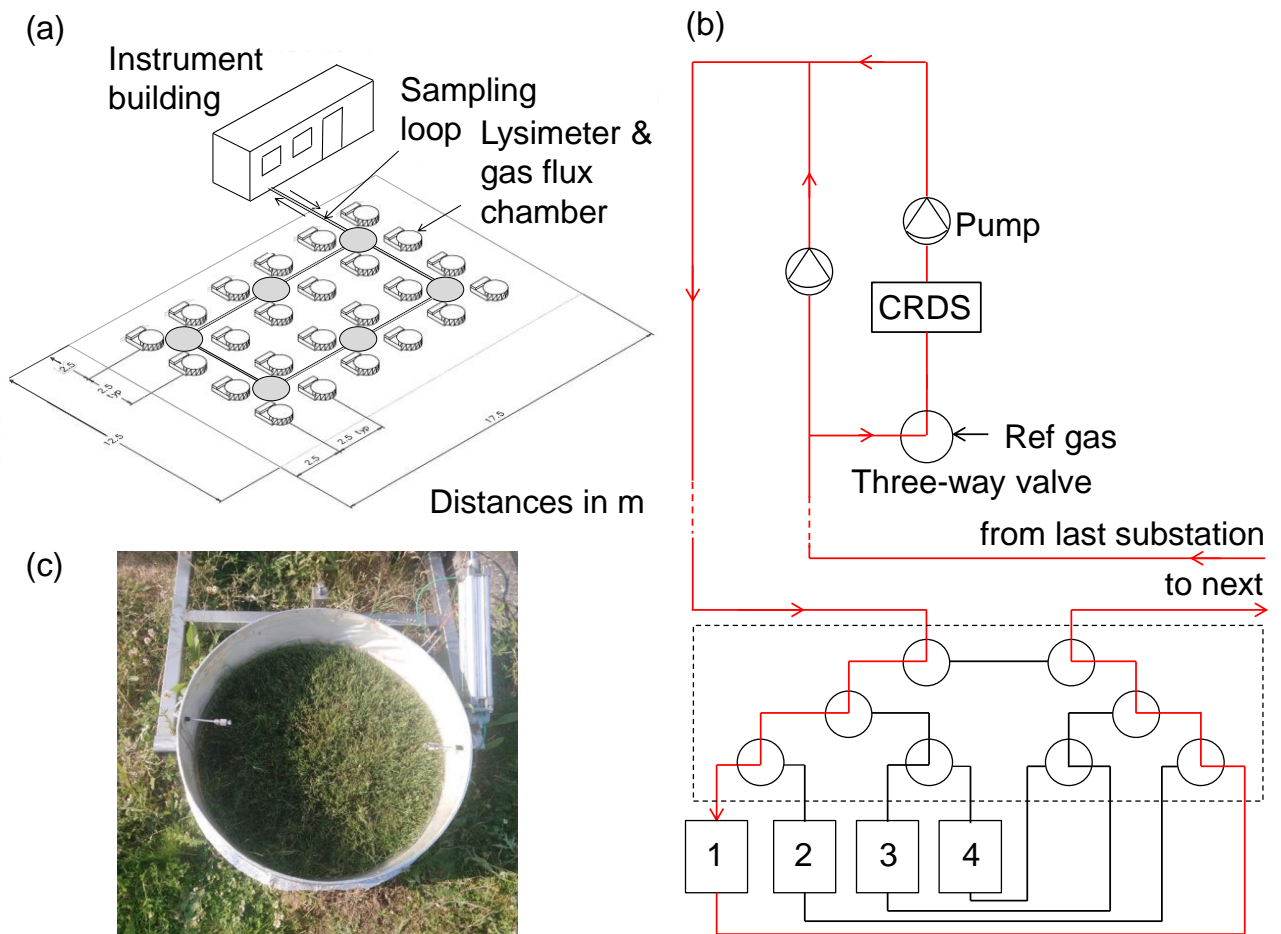 (a)
Instrument
building
Sampling
loop
Lysimeter &
gas flux
chamber
2.5
2.5
typ
12.5
2.5
2.5 typ
17.5
Distances in m
(b)
Pump
CRDS
Ref gas
Three-way valve
from last substation
to next
1
2
3
4
(c)